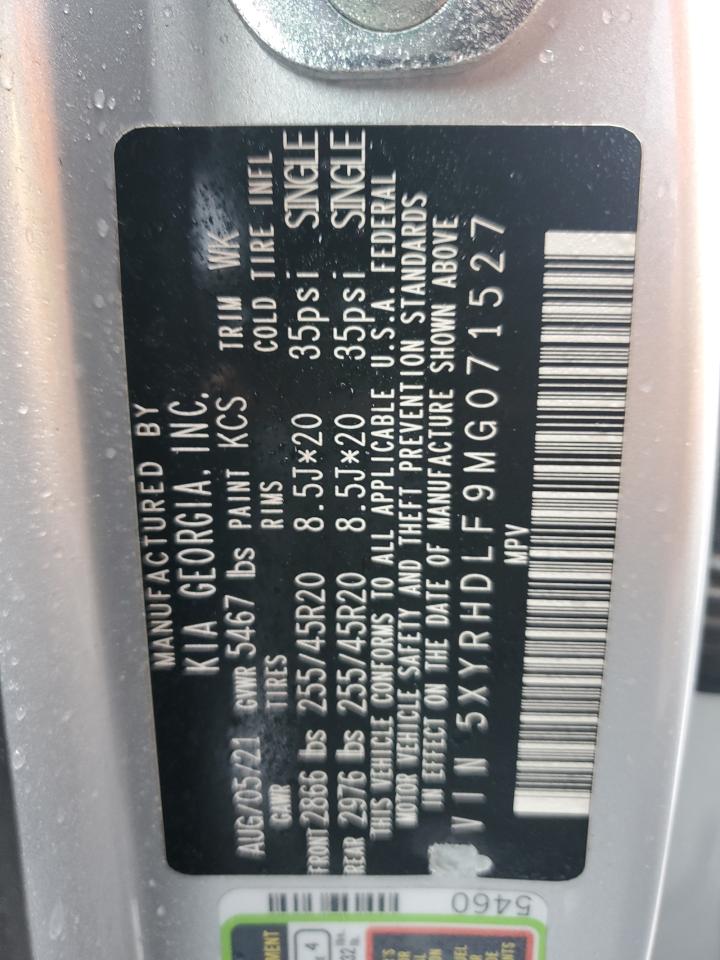 MANUFACTURED BY
KIA GEORGIA, INC.
AUG/05/21 GVWR 5467 lbs PAINT KCS TRIM WK
GAWR TIRES RIMS COLD TIRE INFL
FRONT 2866 lbs 255/45R20 8.5J*20 35psi SINGLE
REAR 2976 lbs 255/45R20 8.5J*20 35psi SINGLE
THIS VEHICLE CONFORMS TO ALL APPLICABLE U.S.A. FEDERAL
MOTOR VEHICLE SAFETY AND THEFT PREVENTION STANDARDS
IN EFFECT ON THE DATE OF MANUFACTURE SHOWN ABOVE
VIN 5XYRHDLF9MG071527
MPV
5460
4